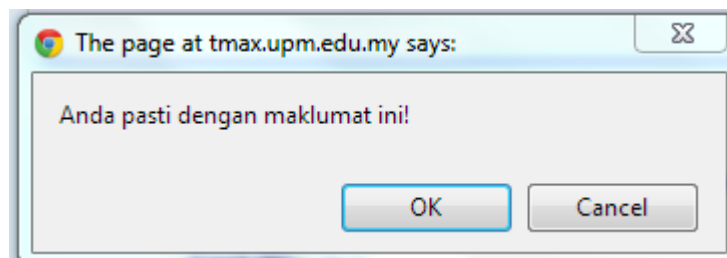 The page at tmax.upm.edu.my says:
Anda pasti dengan maklumat ini!
OK
Cancel